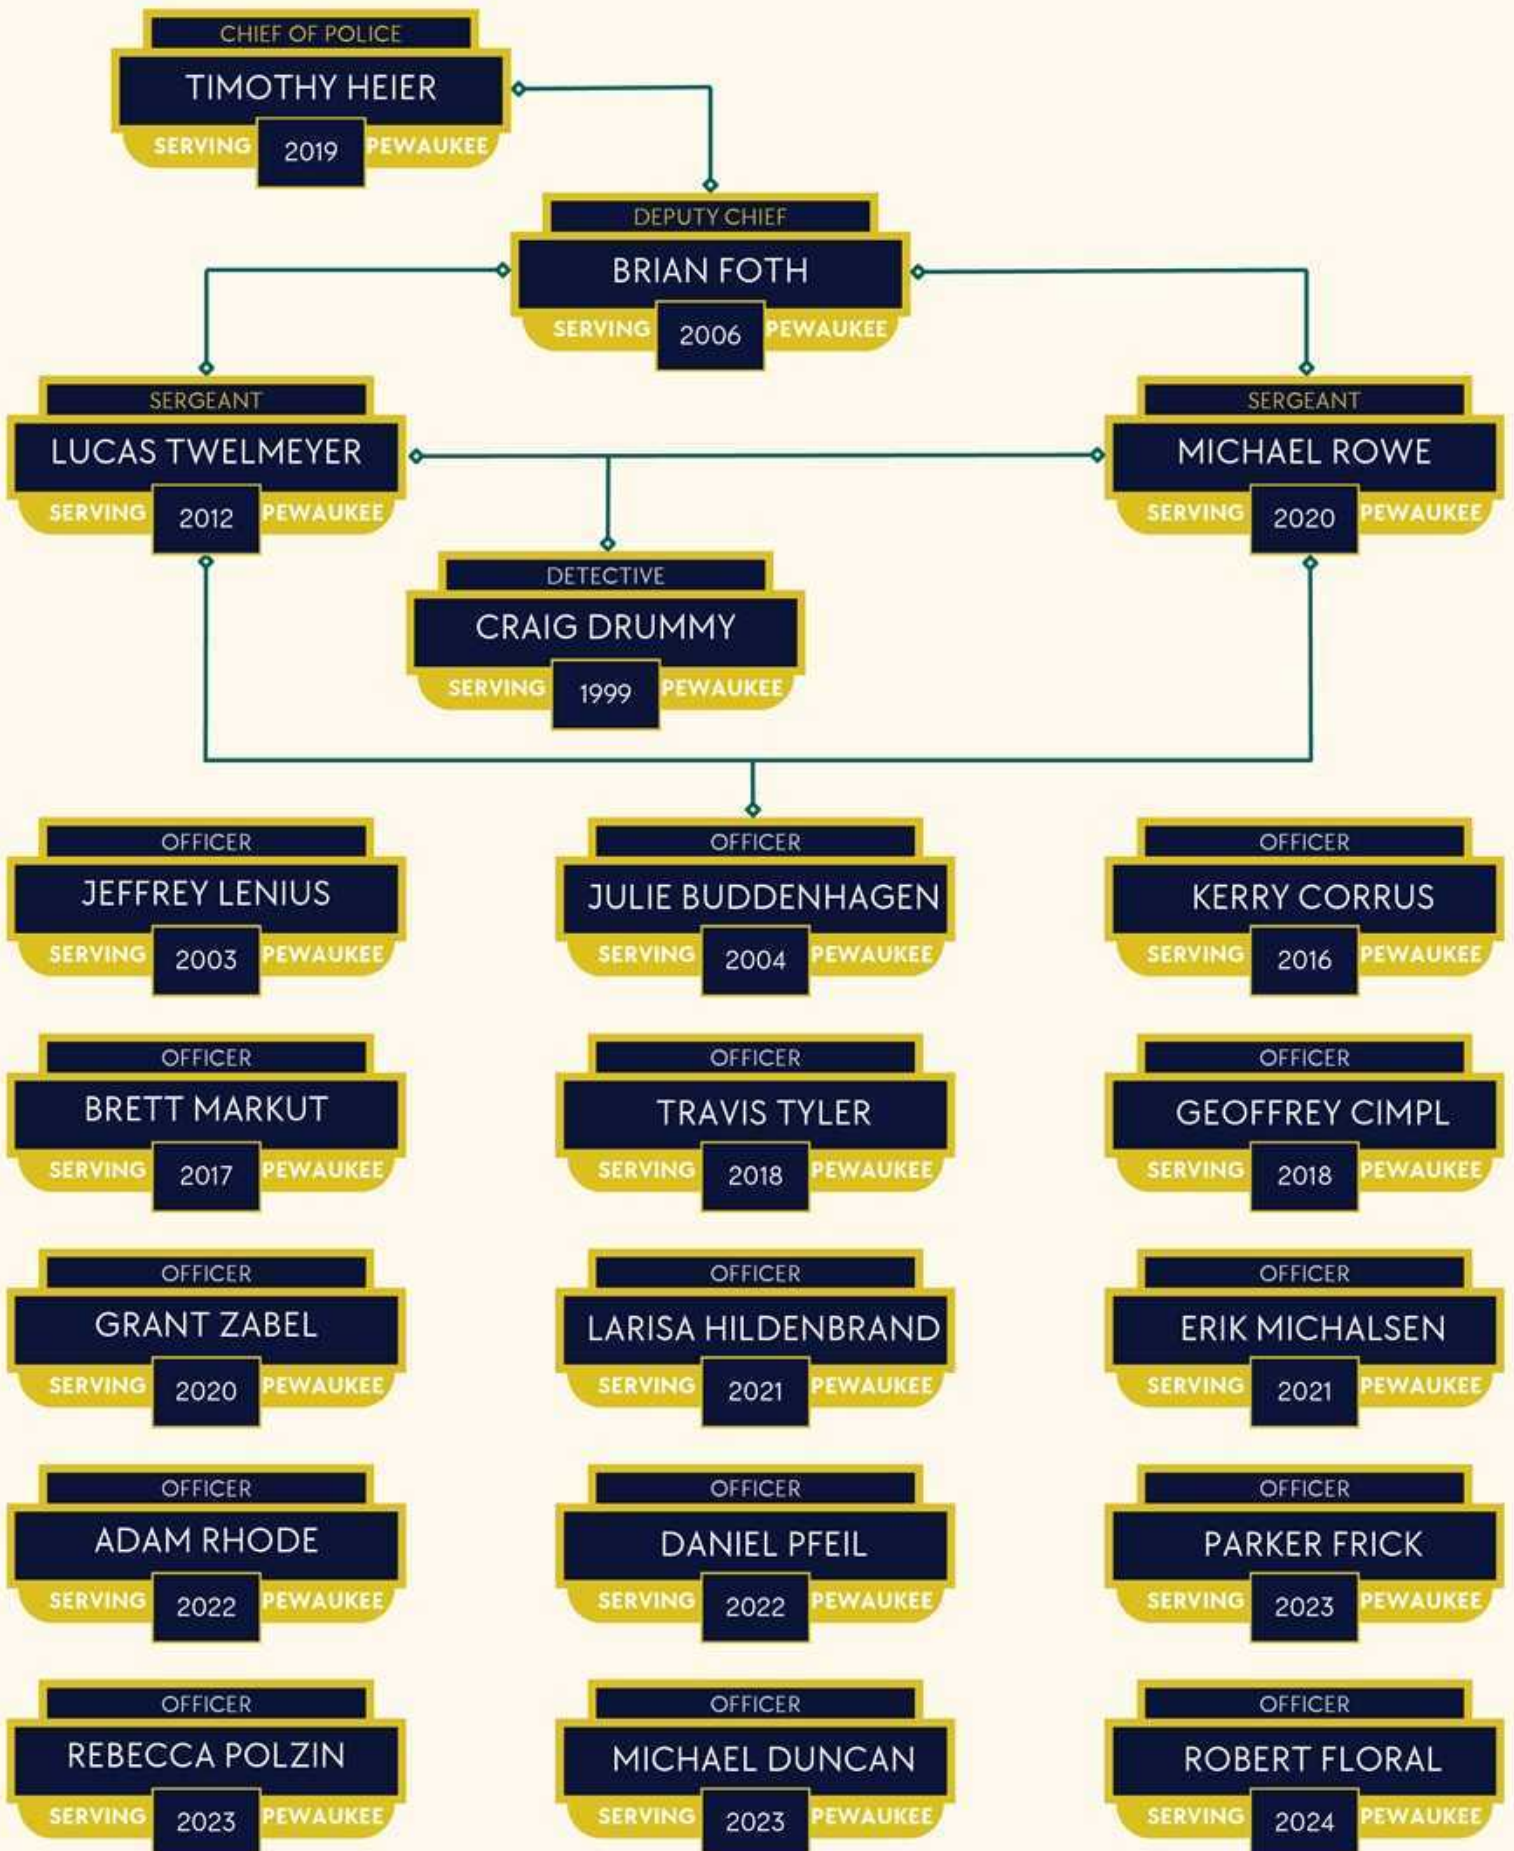 CHIEF OF POLICE
TIMOTHY HEIER
SERVING 2019 PEWAUKEE
DEPUTY CHIEF
BRIAN FOTH
SERVING 2006 PEWAUKEE
SERGEANT
LUCAS TWELMEYER
SERVING 2012 PEWAUKEE
SERGEANT
MICHAEL ROWE
SERVING 2020 PEWAUKEE
DETECTIVE
CRAIG DRUMMY
SERVING 1999 PEWAUKEE
OFFICER
JEFFREY LENIUS
SERVING 2003 PEWAUKEE
OFFICER
JULIE BUDDENHAGEN
SERVING 2004 PEWAUKEE
OFFICER
KERRY CORRUS
SERVING 2016 PEWAUKEE
OFFICER
BRETT MARKUT
SERVING 2017 PEWAUKEE
OFFICER
TRAVIS TYLER
SERVING 2018 PEWAUKEE
OFFICER
GEOFFREY CIMPL
SERVING 2018 PEWAUKEE
OFFICER
GRANT ZABEL
SERVING 2020 PEWAUKEE
OFFICER
LARISA HILDENBRAND
SERVING 2021 PEWAUKEE
OFFICER
ERIK MICHALSEN
SERVING 2021 PEWAUKEE
OFFICER
ADAM RHODE
SERVING 2022 PEWAUKEE
OFFICER
DANIEL PFEIL
SERVING 2022 PEWAUKEE
OFFICER
PARKER FRICK
SERVING 2023 PEWAUKEE
OFFICER
REBECCA POLZIN
SERVING 2023 PEWAUKEE
OFFICER
MICHAEL DUNCAN
SERVING 2023 PEWAUKEE
OFFICER
ROBERT FLORAL
SERVING 2024 PEWAUKEE